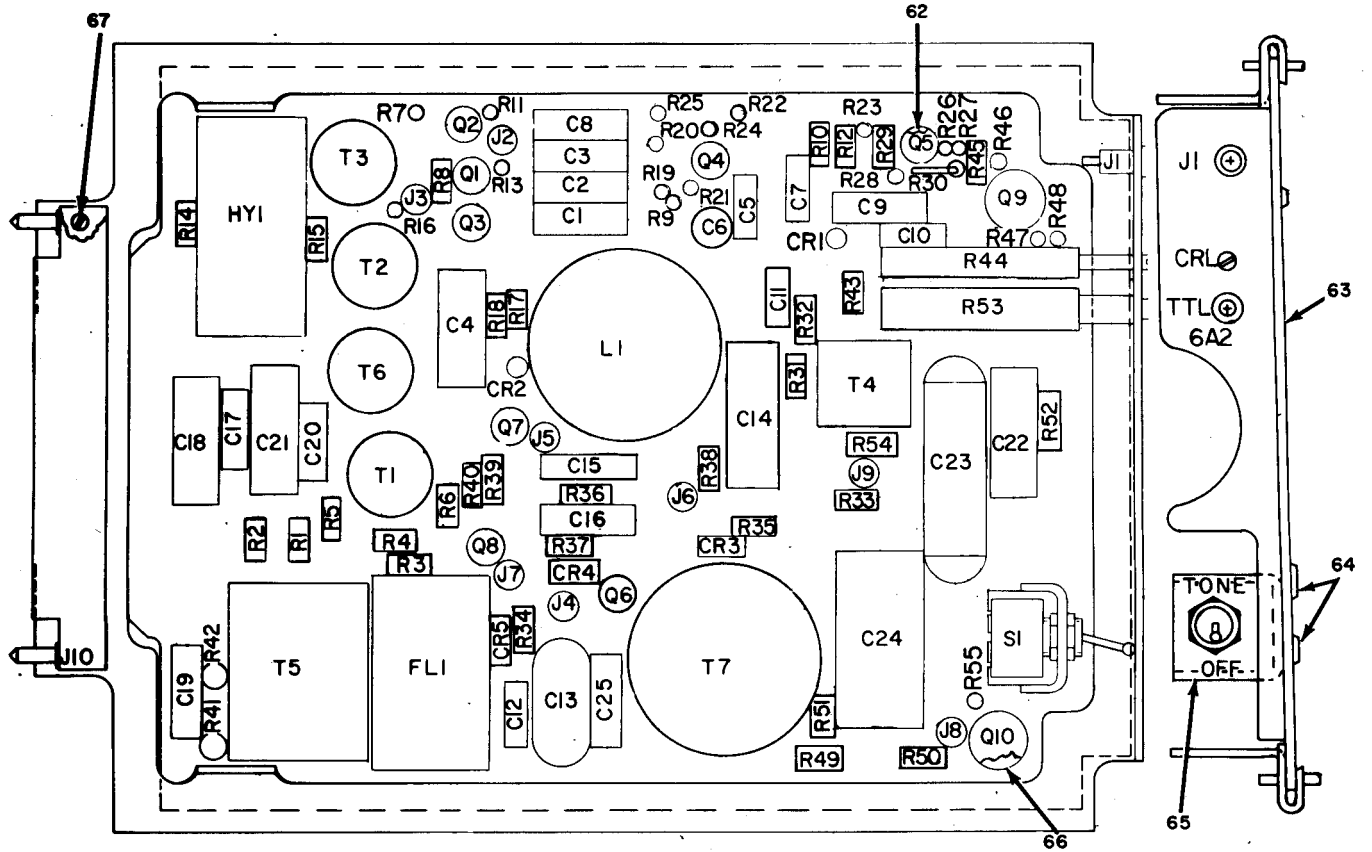 67
62
R7
R11
R25
R22
R23
R26
R27
R46
Q2
J2
C8
R20
R24
Q5
T3
C3
R10
R12
R29
R45
J1
J1
R8
Q1
R13
R19
Q4
HY1
J3
C2
R21
C7
R28
R30
Q9
R48
R14
R16
Q3
C1
R9
C6
C5
C9
R15
CR1
C10
R47
T2
R44
CRL
C4
R18
R17
C11
R32
R43
R53
TTL
6A2
63
T6
CR2
L1
R31
T4
C18
C17
C21
C20
Q7
J5
C14
R54
C23
C22
R52
T1
R40
R39
C15
R38
J9
R6
R36
J6
R33
R2
R1
R5
C16
R4
Q8
R37
R35
CR3
R3
J7
CR4
Q6
64
TONE
J4
J10
R42
T5
FL1
CR5
R34
C24
S1
C19
T7
R55
OFF
R41
C12
C13
C25
R51
J8
Q10
R49
R50
65
66